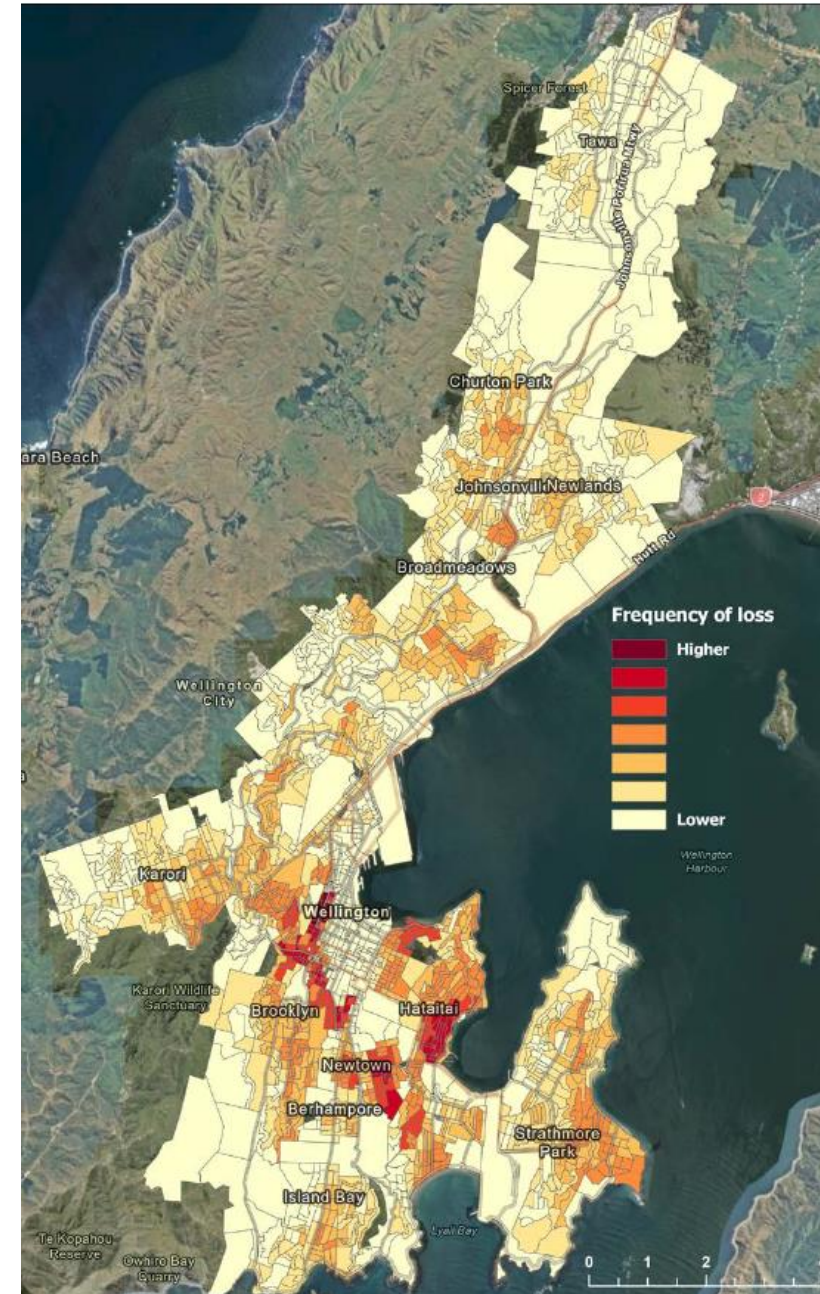 Spicer Forest
Tawa
Johnsonville Porirua Mtwy
Churton Park
ara Beach
Johnsonvill
Newlands
2
Hutt Rd
Broadmeadows
Frequency of loss
Higher
Lower
Wellington
City
Wellington
Harbour
Karori
Wellington
Karori Wildlife
Sanctuary
Brooklyn
Hataitai
Newtown
Berhampore
Strathmore
Park
Island Bay
Lyall Bay
Te Kopahou
Reserve
Owhiro Bay
Quarry
0 1 2